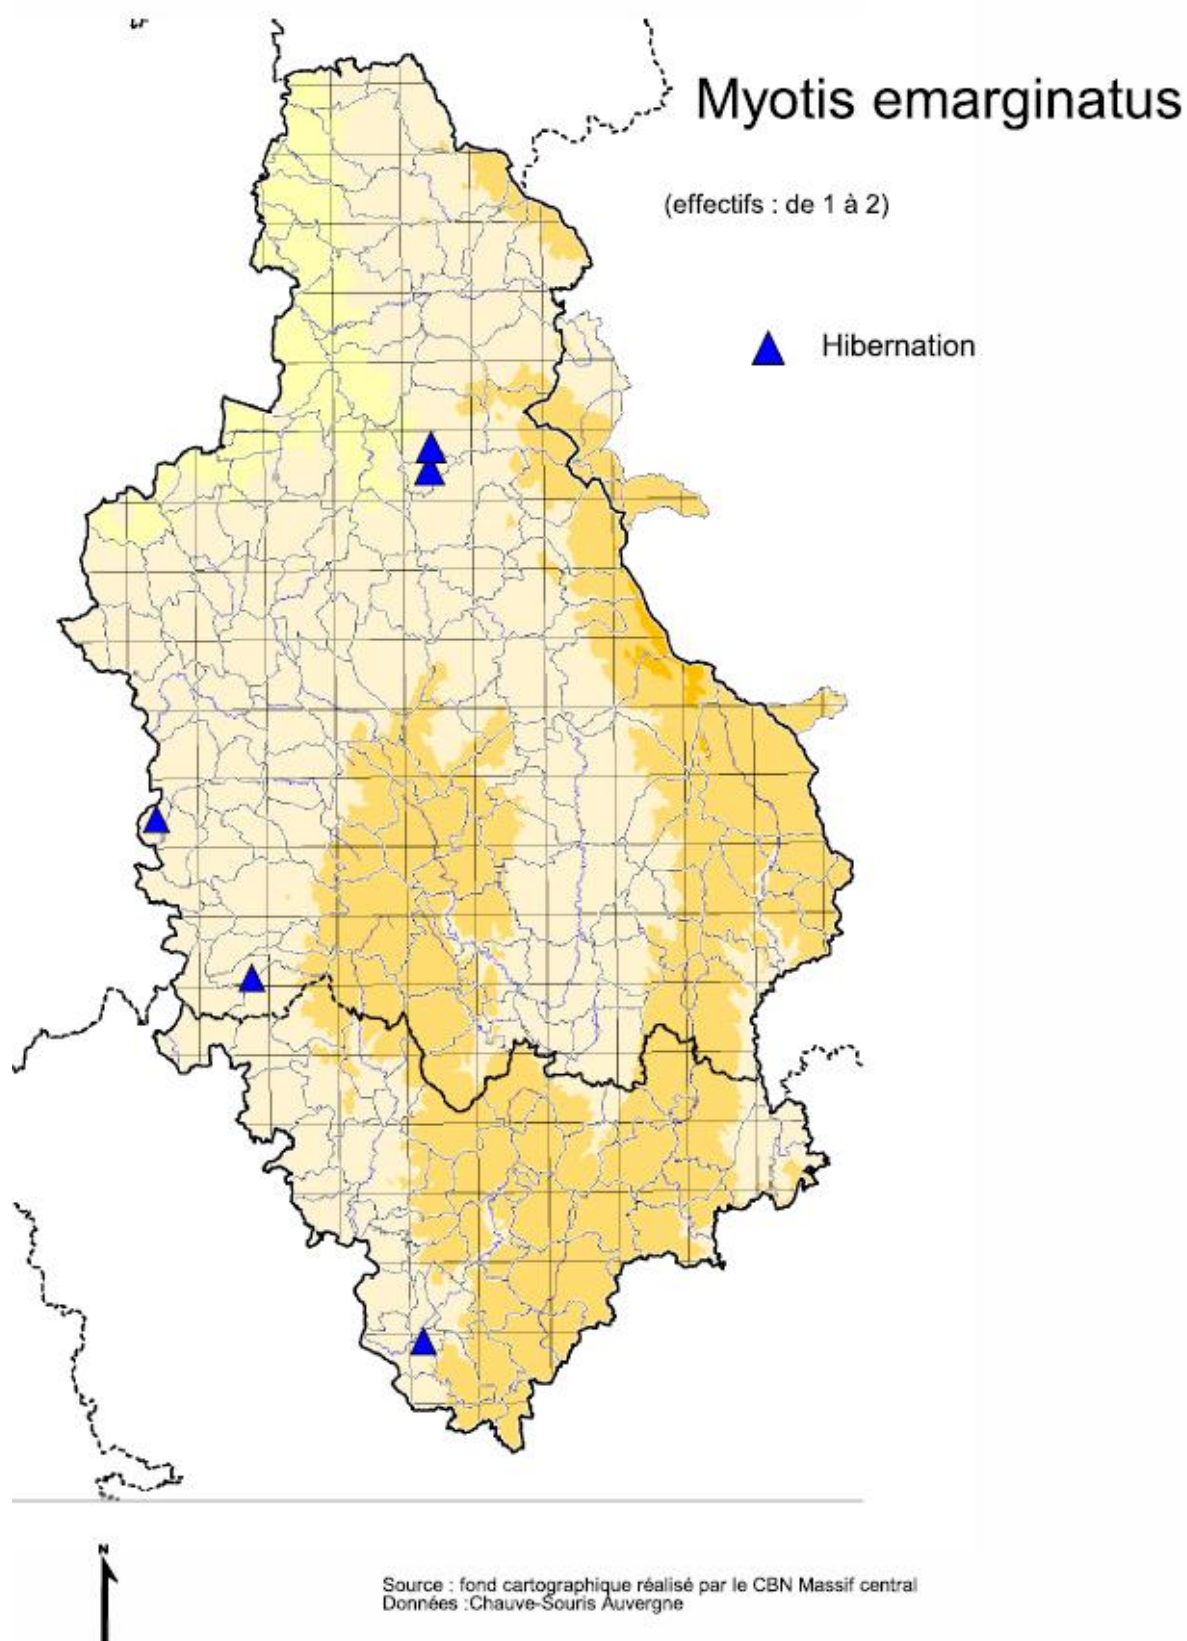 Myotis emarginatus
(effectifs : de 1 à 2)
Hibernation
N
Source : fond cartographique réalisé par le CBN Massif central
Données :Chauve-Souris Auvergne